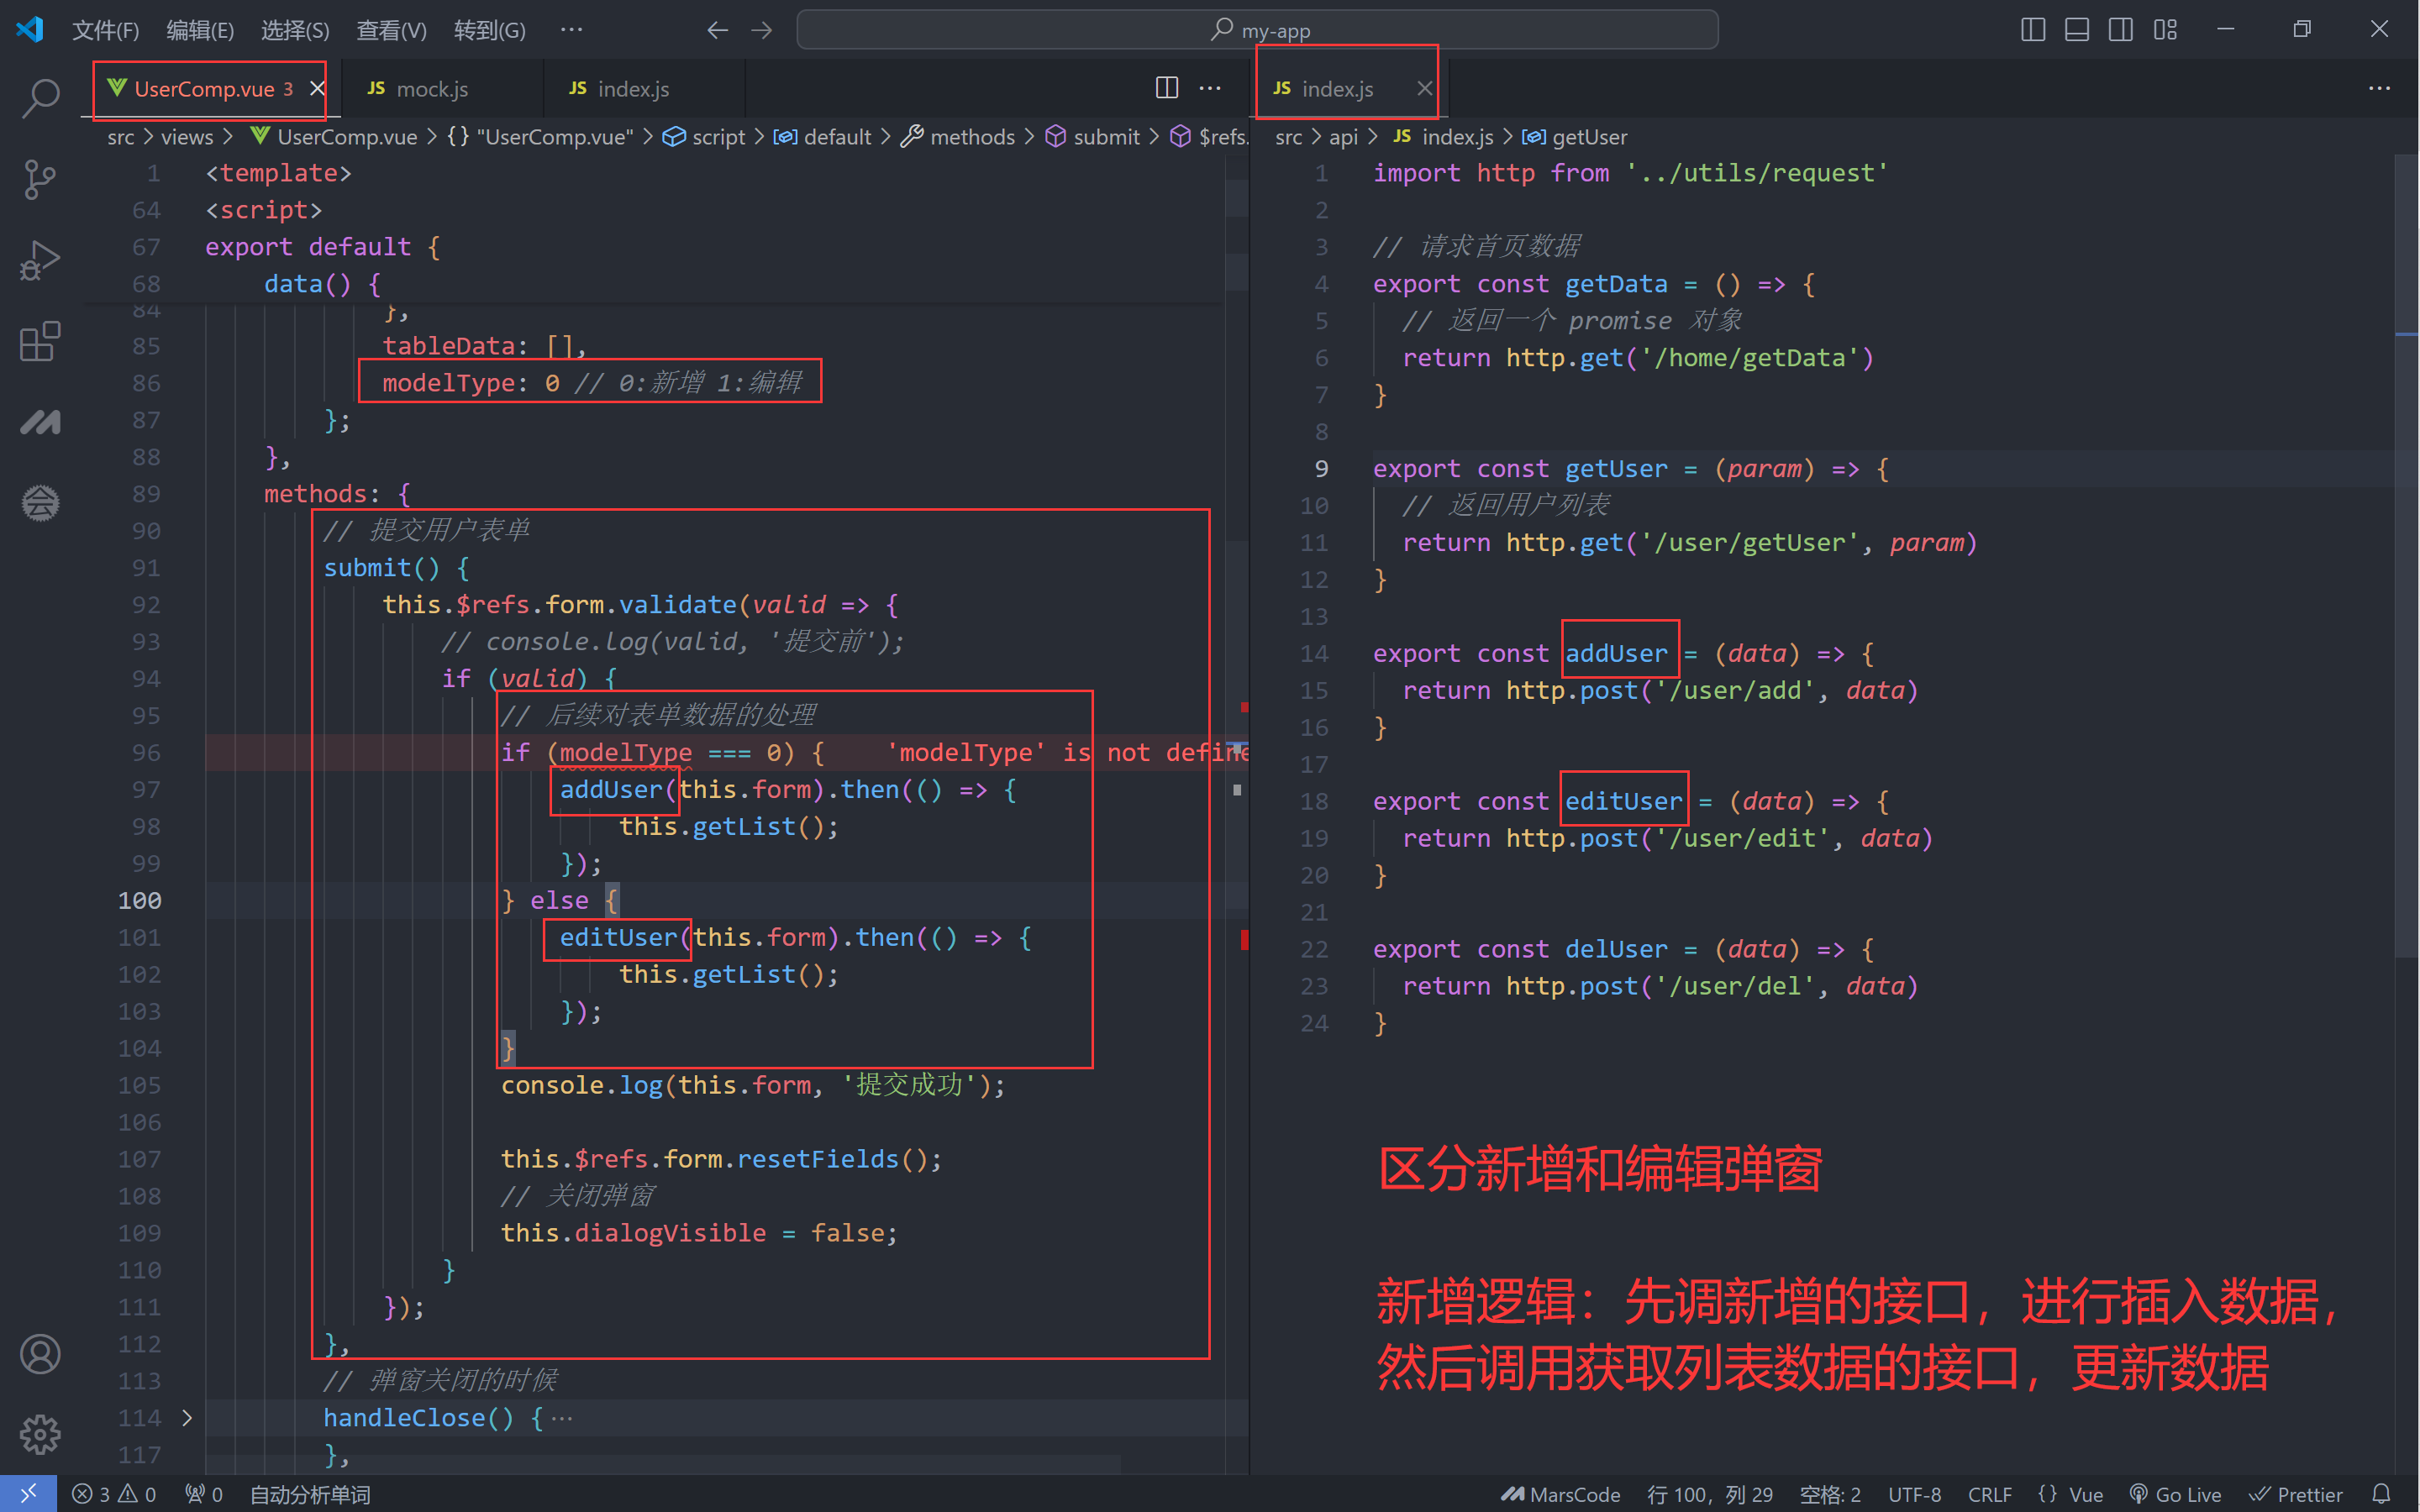 文件(F) 编辑(E) 选择(S) 查看(V) 转到(G) ··· my-app
UserComp.vue 3 JS mock.js JS index.js
src > views > UserComp.vue > {} "UserComp.vue" > script > default > methods > submit > $refs.
1 <template>
64 <script>
67 export default {
68 data() {
84 },
85 tableData: [],
86 modelType: 0 // 0:新增 1:编辑
87 };
88 },
89 methods: {
90 // 提交用户表单
91 submit() {
92 this.$refs.form.validate(valid => {
93 // console.log(valid, '提交前');
94 if (valid) {
95 // 后续对表单数据的处理
96 if (modelType === 0) { 'modelType' is not define
97 addUser(this.form).then(() => {
98 this.getList();
99 });
100 } else {
101 editUser(this.form).then(() => {
102 this.getList();
103 });
104 }
105 console.log(this.form, '提交成功');
106
107 this.$refs.form.resetFields();
108 // 关闭弹窗
109 this.dialogVisible = false;
110 }
111 });
112 },
113 // 弹窗关闭的时候
114 handleClose() { ···
117 },
JS index.js
src > api > JS index.js > getUser
1 import http from '../utils/request'
2
3 // 请求首页数据
4 export const getData = () => {
5 // 返回一个 promise 对象
6 return http.get('/home/getData')
7 }
8
9 export const getUser = (param) => {
10 // 返回用户列表
11 return http.get('/user/getUser', param)
12 }
13
14 export const addUser = (data) => {
15 return http.post('/user/add', data)
16 }
17
18 export const editUser = (data) => {
19 return http.post('/user/edit', data)
20 }
21
22 export const delUser = (data) => {
23 return http.post('/user/del', data)
24 }
区分新增和编辑弹窗
新增逻辑：先调新增的接口，进行插入数据，
然后调用获取列表数据的接口，更新数据
会
3 0 0 自动分析单词 MarsCode 行 100，列 29 空格: 2 UTF-8 CRLF {} Vue Go Live Prettier